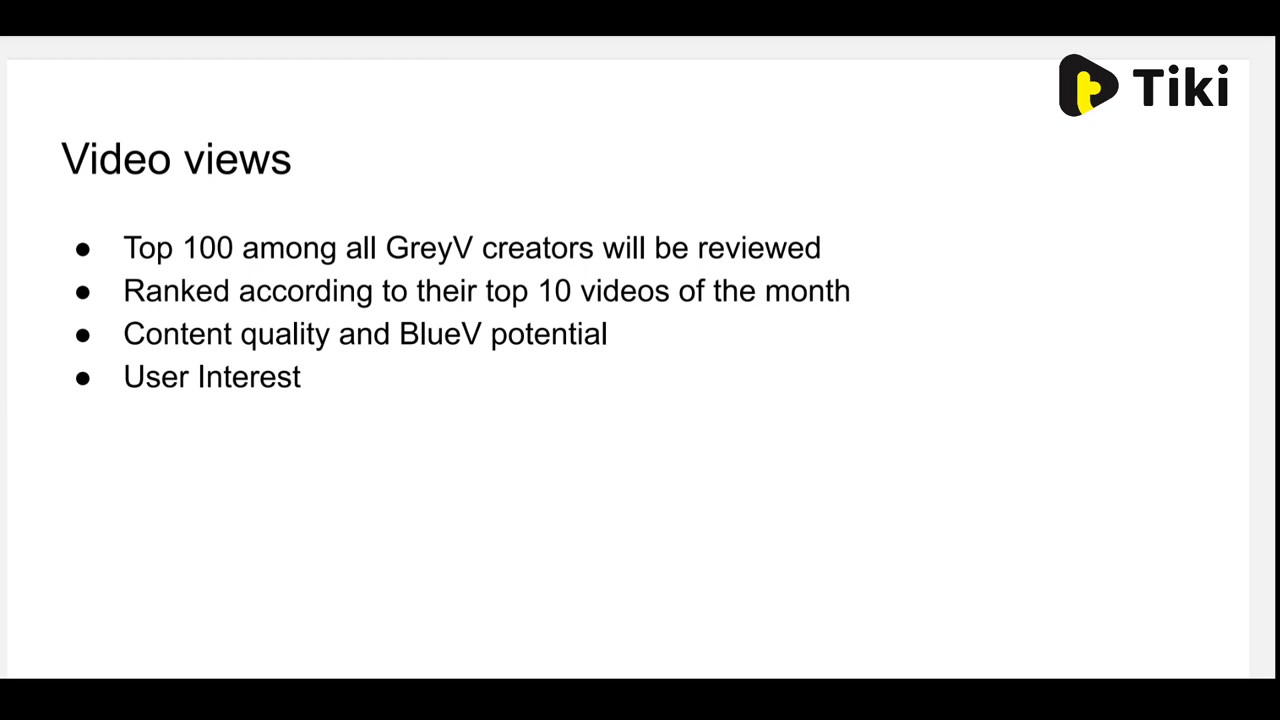 Tiki
Video views
● Top 100 among all GreyV creators will be reviewed
● Ranked according to their top 10 videos of the month
● Content quality and BlueV potential
● User Interest